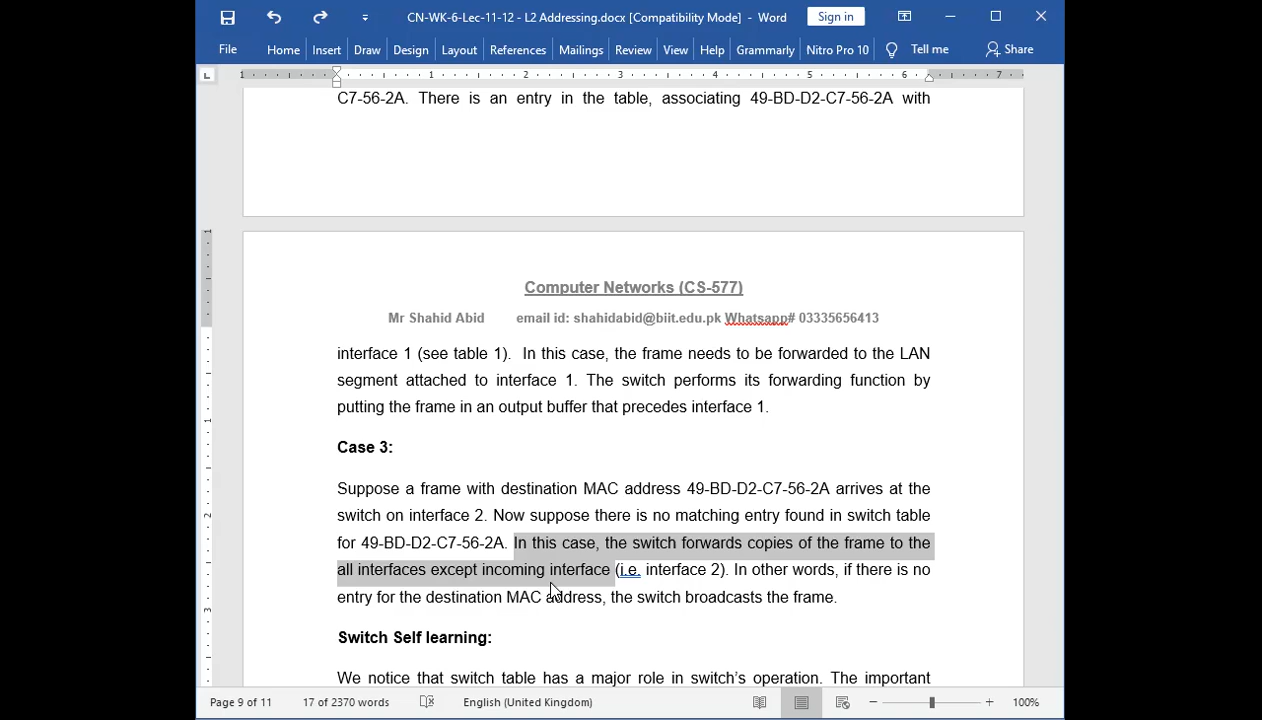 CN-WK-6-Lec-11-12 - L2 Addressing.docx [Compatibility Mode] - Word
Sign in
File Home Insert Draw Design Layout References Mailings Review View Help Grammarly Nitro Pro 10 Tell me Share
1 1 2 3 4 5 6 7
C7-56-2A. There is an entry in the table, associating 49-BD-D2-C7-56-2A with
Computer Networks (CS-577)
Mr Shahid Abid email id: shahidabid@biit.edu.pk Whatsapp# 03335656413
interface 1 (see table 1). In this case, the frame needs to be forwarded to the LAN
segment attached to interface 1. The switch performs its forwarding function by
putting the frame in an output buffer that precedes interface 1.
Case 3:
Suppose a frame with destination MAC address 49-BD-D2-C7-56-2A arrives at the
switch on interface 2. Now suppose there is no matching entry found in switch table
for 49-BD-D2-C7-56-2A. In this case, the switch forwards copies of the frame to the
all interfaces except incoming interface (i.e. interface 2). In other words, if there is no
entry for the destination MAC address, the switch broadcasts the frame.
Switch Self learning:
We notice that switch table has a major role in switch's operation. The important
Page 9 of 11 17 of 2370 words English (United Kingdom) 100%